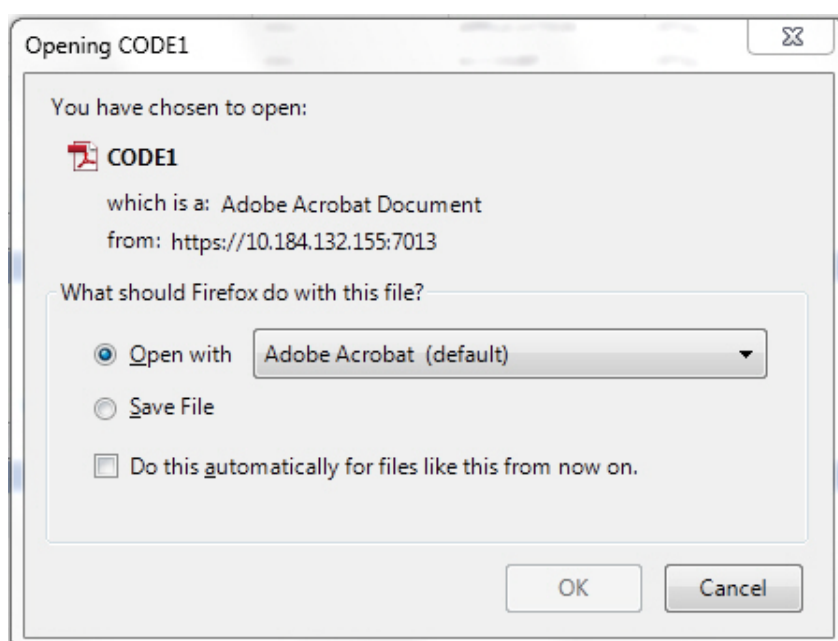 Opening CODE1
You have chosen to open:
CODE1
which is a: Adobe Acrobat Document
from: https://10.184.132.155:7013
What should Firefox do with this file?
Open with Adobe Acrobat (default)
Save File
Do this automatically for files like this from now on.
OK Cancel